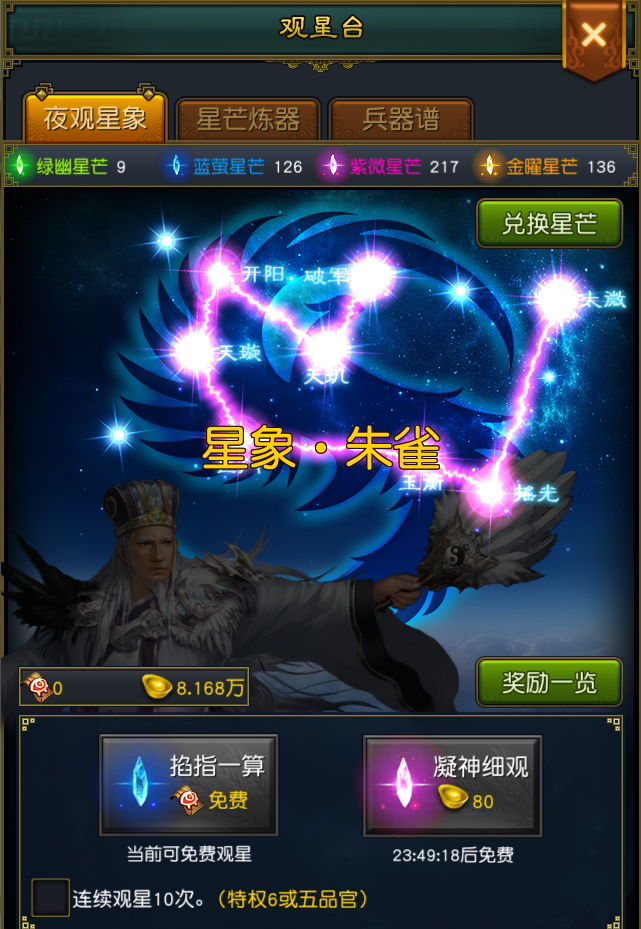 观星台
夜观星象 星芒炼器 兵器谱
绿幽星芒 9 蓝萤星芒 126 紫微星芒 217 金曜星芒 136
兑换星芒
开阳 破军
太微
天璇
天玑
星象·朱雀
玉衡
摇光
0 8.168万
奖励一览
掐指一算 凝神细观
免费 80
当前可免费观星 23:49:18后免费
连续观星10次。（特权6或五品官）